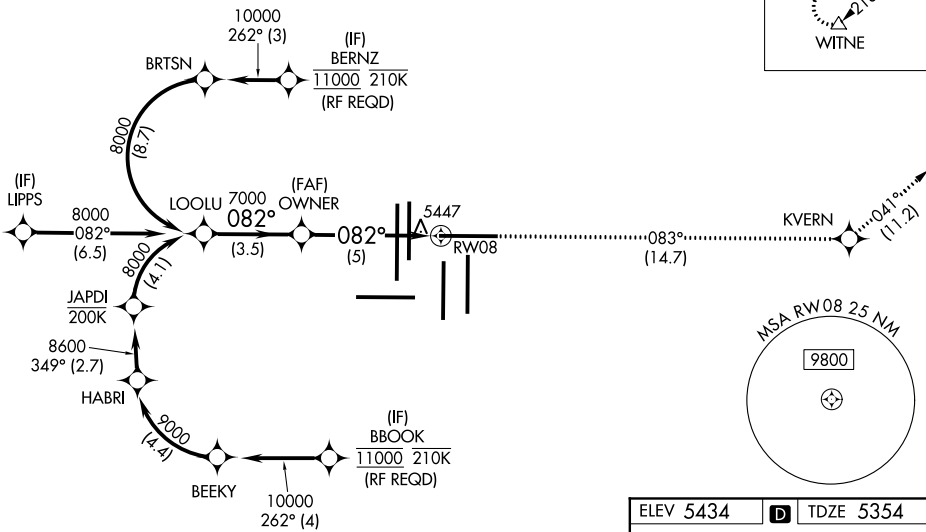 10000
262° (3)
(IF)
BERNZ
11000 210K
(RF REQD)
BRTSN
WITNE
8000
(8.7)
(IF)
LIPPS
8000
082°
(6.5)
LOOLU
7000
082°
(3.5)
(FAF)
OWNER
082°
(5)
5447
RW08
083°
(14.7)
KVERN
041°
(11.2)
8000
(4.1)
JAPDI
200K
8600
349° (2.7)
HABRI
9000
(4.4)
BEEKY
(IF)
BBOOK
11000 210K
(RF REQD)
10000
262° (4)
MSA RW08 25 NM
9800
ELEV 5434 D TDZE 5354